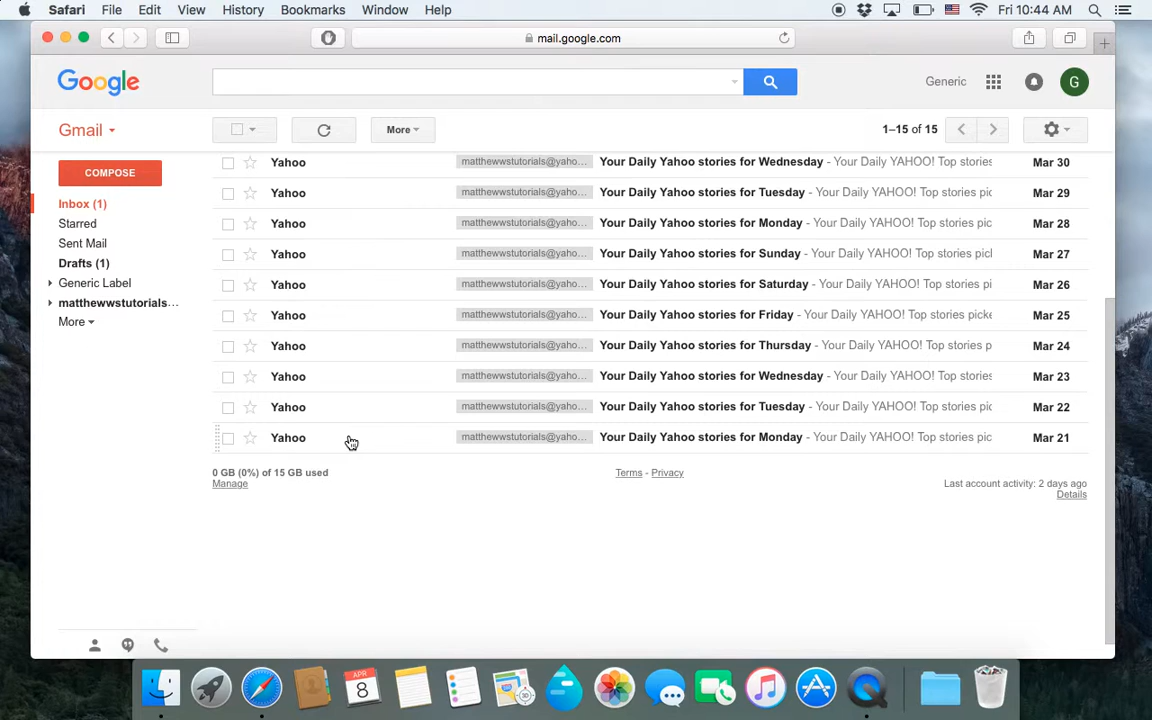 Safari File Edit View History Bookmarks Window Help Fri 10:44 AM
mail.google.com
Google Generic G
Gmail More 1–15 of 15
COMPOSE
Inbox (1)
Starred
Sent Mail
Drafts (1)
Generic Label
matthewwstutorials...
More
Yahoo matthewwstutorials@yaho... Your Daily Yahoo stories for Wednesday - Your Daily YAHOO! Top stories Mar 30
Yahoo matthewwstutorials@yaho... Your Daily Yahoo stories for Tuesday - Your Daily YAHOO! Top stories pic Mar 29
Yahoo matthewwstutorials@yaho... Your Daily Yahoo stories for Monday - Your Daily YAHOO! Top stories pic Mar 28
Yahoo matthewwstutorials@yaho... Your Daily Yahoo stories for Sunday - Your Daily YAHOO! Top stories pic Mar 27
Yahoo matthewwstutorials@yaho... Your Daily Yahoo stories for Saturday - Your Daily YAHOO! Top stories pi Mar 26
Yahoo matthewwstutorials@yaho... Your Daily Yahoo stories for Friday - Your Daily YAHOO! Top stories picke Mar 25
Yahoo matthewwstutorials@yaho... Your Daily Yahoo stories for Thursday - Your Daily YAHOO! Top stories p Mar 24
Yahoo matthewwstutorials@yaho... Your Daily Yahoo stories for Wednesday - Your Daily YAHOO! Top stories Mar 23
Yahoo matthewwstutorials@yaho... Your Daily Yahoo stories for Tuesday - Your Daily YAHOO! Top stories pic Mar 22
Yahoo matthewwstutorials@yaho... Your Daily Yahoo stories for Monday - Your Daily YAHOO! Top stories pic Mar 21
0 GB (0%) of 15 GB used
Manage
Terms - Privacy
Last account activity: 2 days ago
Details
APR
8
3D